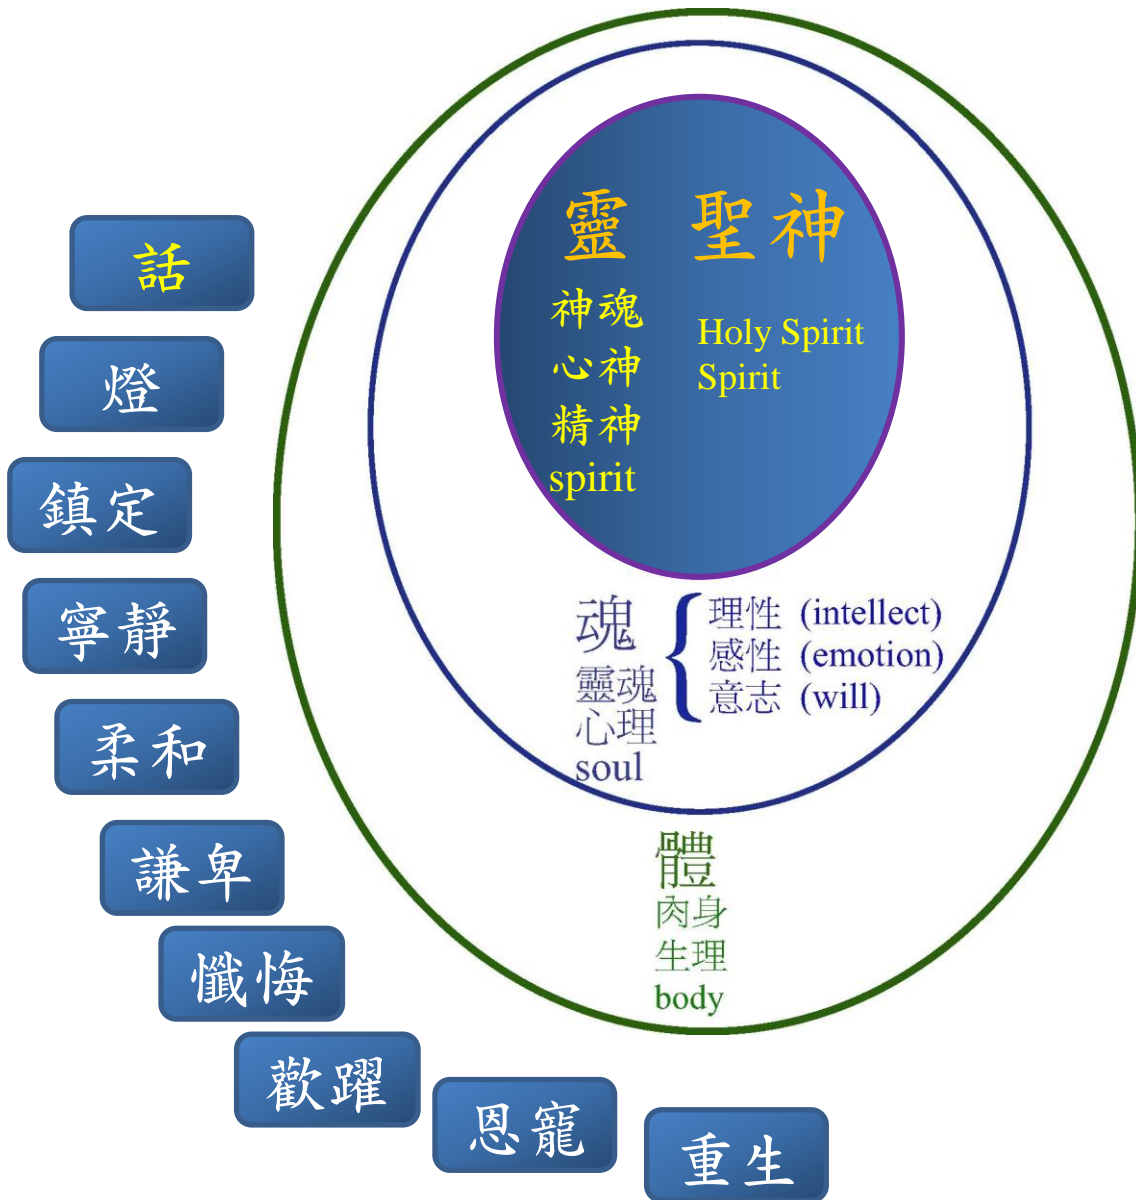 話
燈
鎮定
寧靜
柔和
謙卑
懺悔
歡躍
恩寵
重生
靈 聖神
神魂
心神
精神
spirit
Holy Spirit
Spirit
魂
靈魂
心理
soul
理性 (intellect)
感性 (emotion)
意志 (will)
體
肉身
生理
body